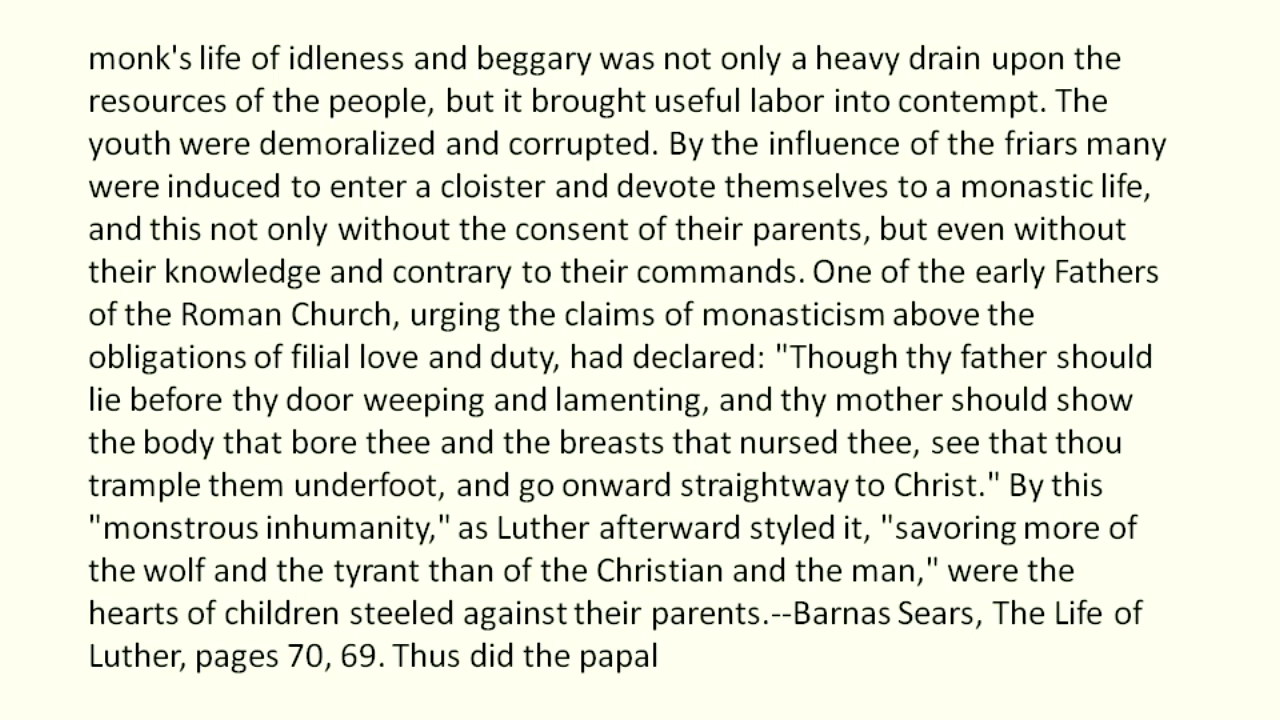 monk's life of idleness and beggary was not only a heavy drain upon the
resources of the people, but it brought useful labor into contempt. The
youth were demoralized and corrupted. By the influence of the friars many
were induced to enter a cloister and devote themselves to a monastic life,
and this not only without the consent of their parents, but even without
their knowledge and contrary to their commands. One of the early Fathers
of the Roman Church, urging the claims of monasticism above the
obligations of filial love and duty, had declared: "Though thy father should
lie before thy door weeping and lamenting, and thy mother should show
the body that bore thee and the breasts that nursed thee, see that thou
trample them underfoot, and go onward straightway to Christ." By this
"monstrous inhumanity," as Luther afterward styled it, "savoring more of
the wolf and the tyrant than of the Christian and the man," were the
hearts of children steeled against their parents.--Barnas Sears, The Life of
Luther, pages 70, 69. Thus did the papal